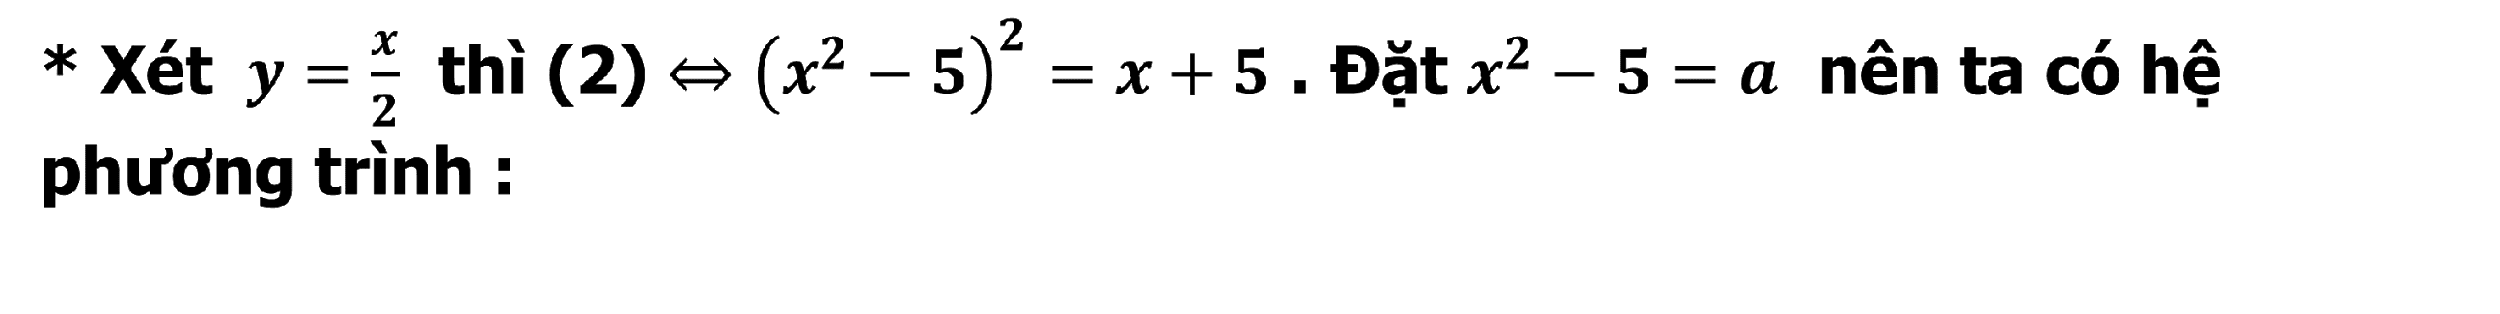 * Xét y = x/2 thì (2) ⟺ (x² − 5)² = x + 5 . Đặt x² − 5 = a nên ta có hệ
phương trình :